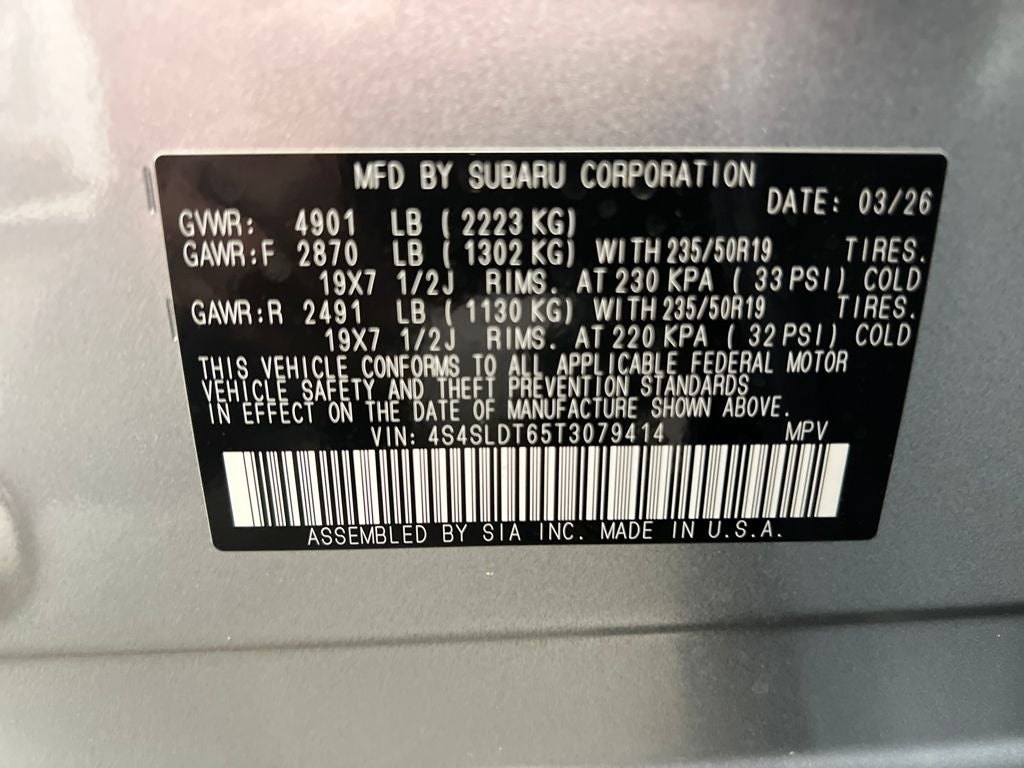 MFD BY SUBARU CORPORATION
DATE: 03/26
GVWR: 4901 LB ( 2223 KG)
GAWR:F 2870 LB ( 1302 KG) WITH 235/50R19 TIRES.
19X7 1/2J RIMS. AT 230 KPA ( 33 PSI) COLD
GAWR:R 2491 LB ( 1130 KG) WITH 235/50R19 TIRES.
19X7 1/2J RIMS. AT 220 KPA ( 32 PSI) COLD
THIS VEHICLE CONFORMS TO ALL APPLICABLE FEDERAL MOTOR
VEHICLE SAFETY AND THEFT PREVENTION STANDARDS
IN EFFECT ON THE DATE OF MANUFACTURE SHOWN ABOVE.
VIN: 4S4SLDT65T3079414 MPV
ASSEMBLED BY SIA INC. MADE IN U.S.A.